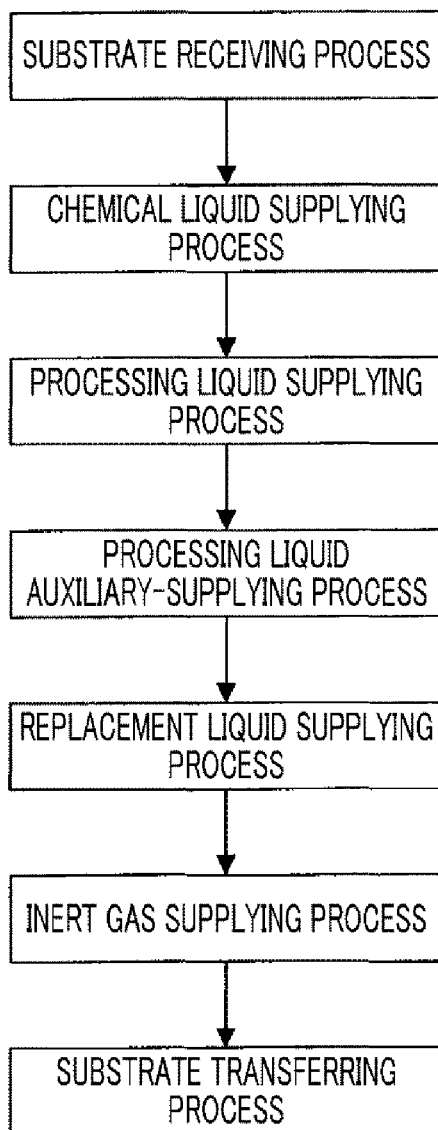 SUBSTRATE RECEIVING PROCESS
CHEMICAL LIQUID SUPPLYING
PROCESS
PROCESSING LIQUID SUPPLYING
PROCESS
PROCESSING LIQUID
AUXILIARY-SUPPLYING PROCESS
REPLACEMENT LIQUID SUPPLYING
PROCESS
INERT GAS SUPPLYING PROCESS
SUBSTRATE TRANSFERRING
PROCESS